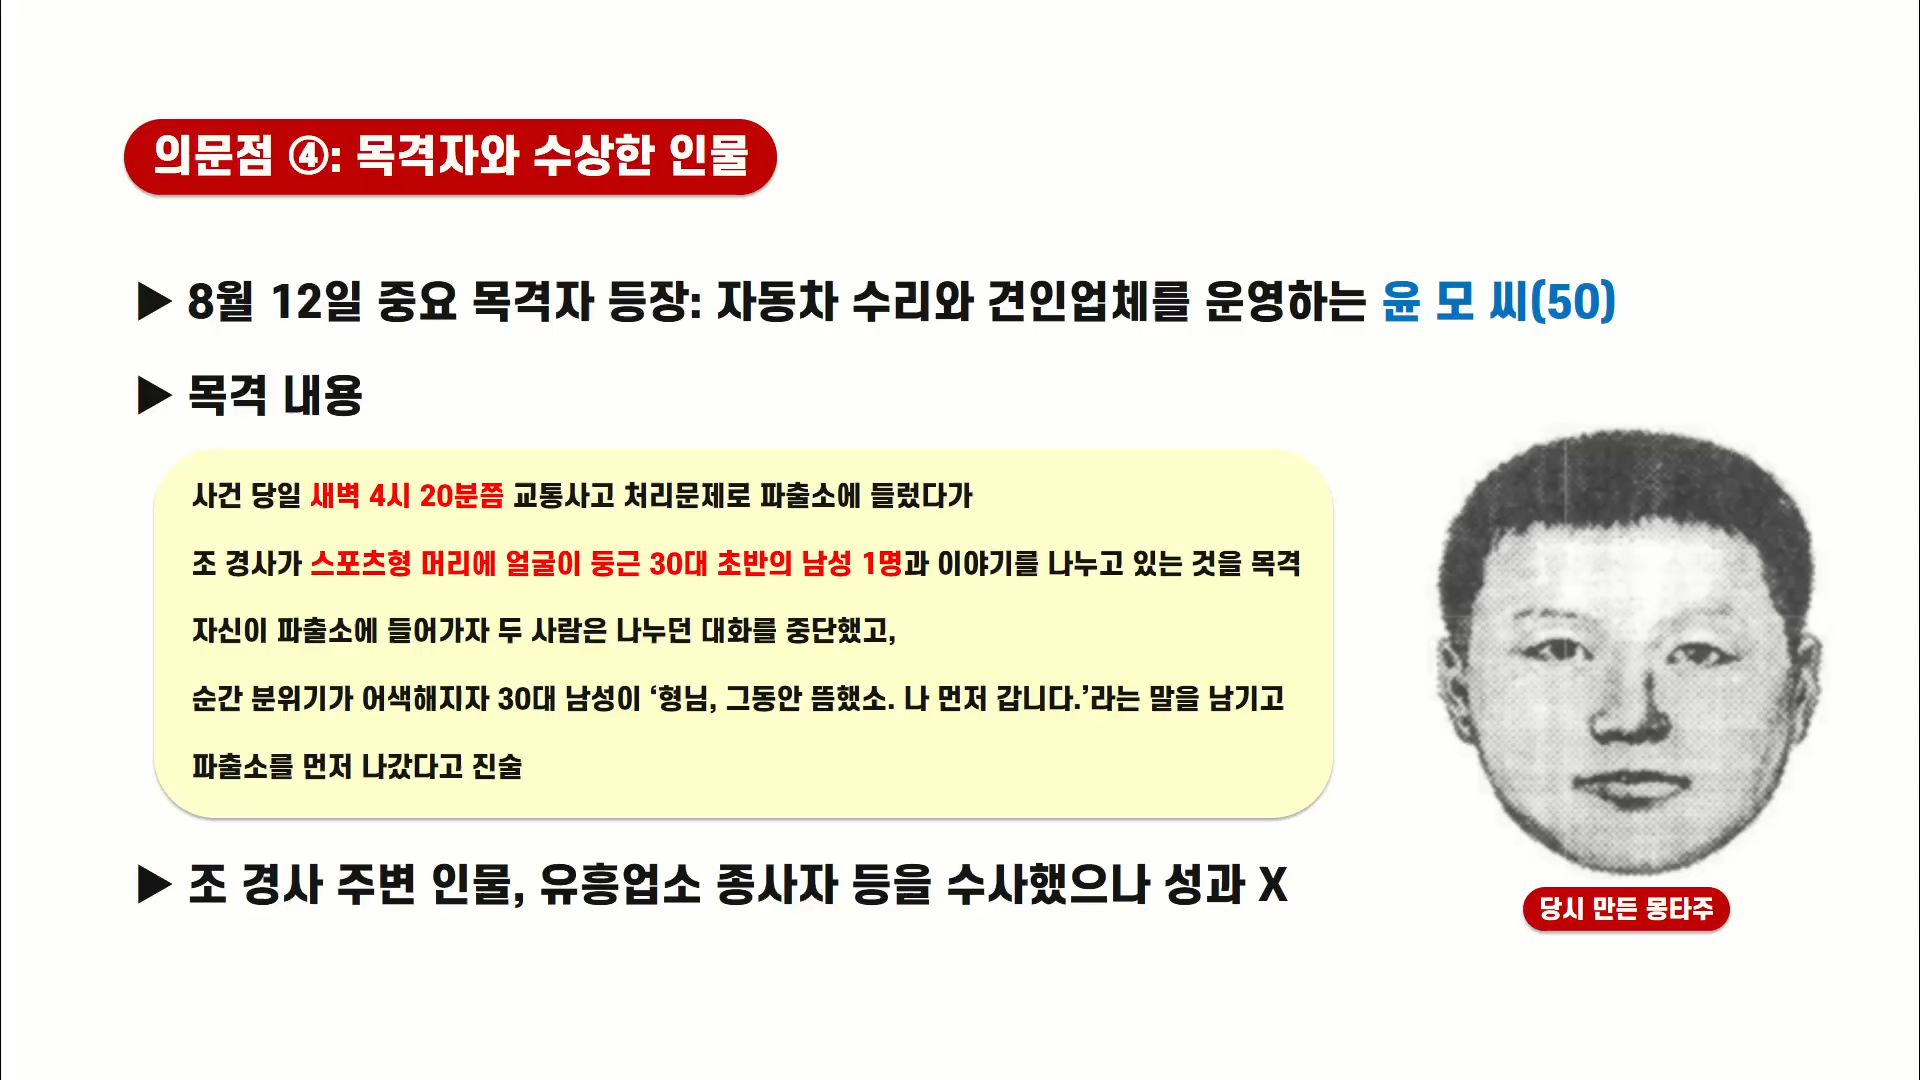 의문점 ④: 목격자와 수상한 인물
▶ 8월 12일 중요 목격자 등장: 자동차 수리와 견인업체를 운영하는 윤 모 씨(50)
▶ 목격 내용
사건 당일 새벽 4시 20분쯤 교통사고 처리문제로 파출소에 들렀다가
조 경사가 스포츠형 머리에 얼굴이 둥근 30대 초반의 남성 1명과 이야기를 나누고 있는 것을 목격
자신이 파출소에 들어가자 두 사람은 나누던 대화를 중단했고,
순간 분위기가 어색해지자 30대 남성이 ‘형님, 그동안 뜸했소. 나 먼저 갑니다.’라는 말을 남기고
파출소를 먼저 나갔다고 진술
▶ 조 경사 주변 인물, 유흥업소 종사자 등을 수사했으나 성과 X
당시 만든 몽타주